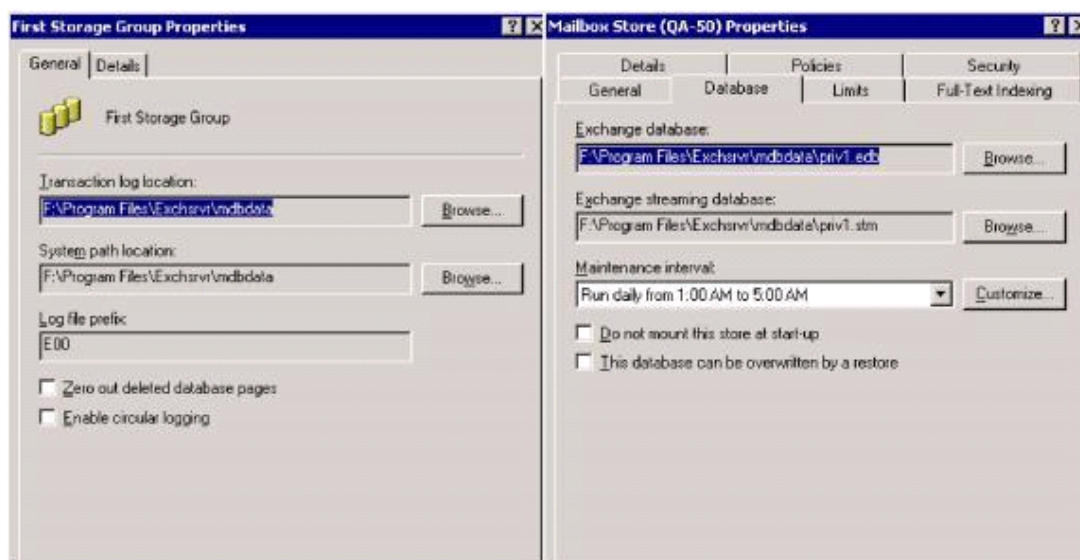 First Storage Group Properties
General
Details
First Storage Group
Transaction log location:
F:\Program Files\Exchsrvr\mdbdata
Browse...
System path location:
F:\Program Files\Exchsrvr\mdbdata
Browse...
Log file prefix:
E00
Zero out deleted database pages
Enable circular logging
Mailbox Store (QA-50) Properties
Details
Policies
Security
General
Database
Limits
Full-Text Indexing
Exchange database:
F:\Program Files\Exchsrvr\mdbdata\priv1.edb
Browse...
Exchange streaming database:
F:\Program Files\Exchsrvr\mdbdata\priv1.stm
Browse...
Maintenance interval:
Run daily from 1:00 AM to 5:00 AM
Customize...
Do not mount this store at start-up
This database can be overwritten by a restore